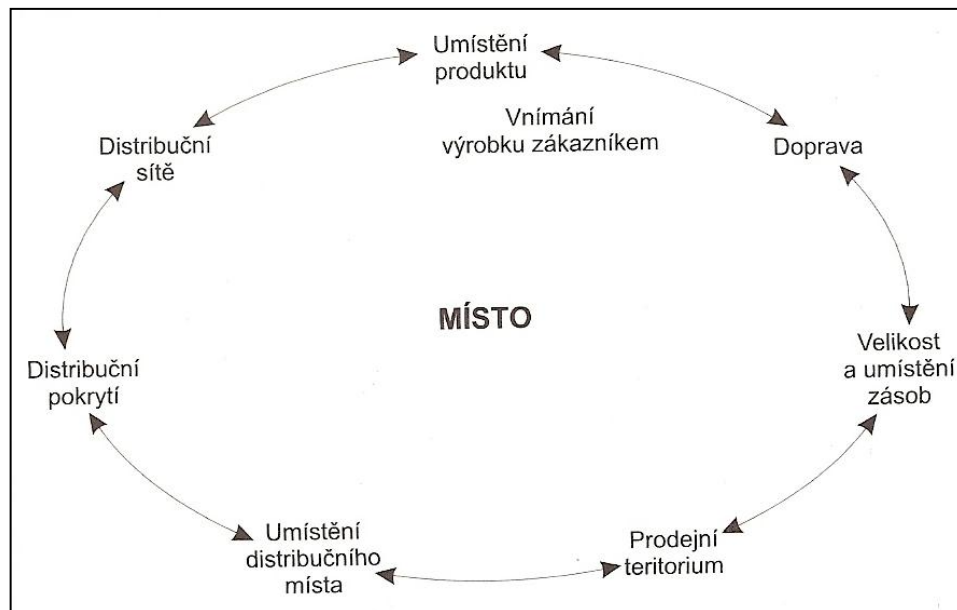 Umístění
produktu
Vnímání
výrobku zákazníkem
Distribuční
sítě
Doprava
MÍSTO
Distribuční
pokrytí
Velikost
a umístění
zásob
Umístění
distribučního
místa
Prodejní
teritorium